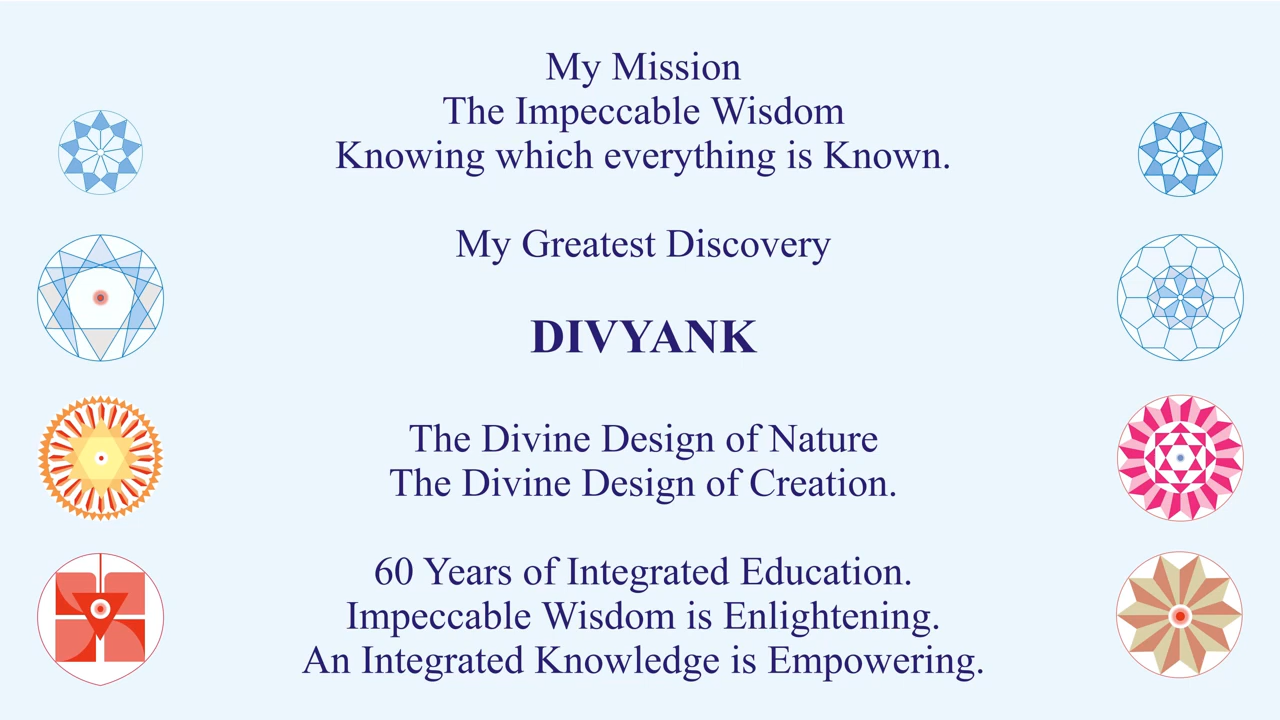 My Mission
The Impeccable Wisdom
Knowing which everything is Known.
My Greatest Discovery
DIVYANK
The Divine Design of Nature
The Divine Design of Creation.
60 Years of Integrated Education.
Impeccable Wisdom is Enlightening.
An Integrated Knowledge is Empowering.